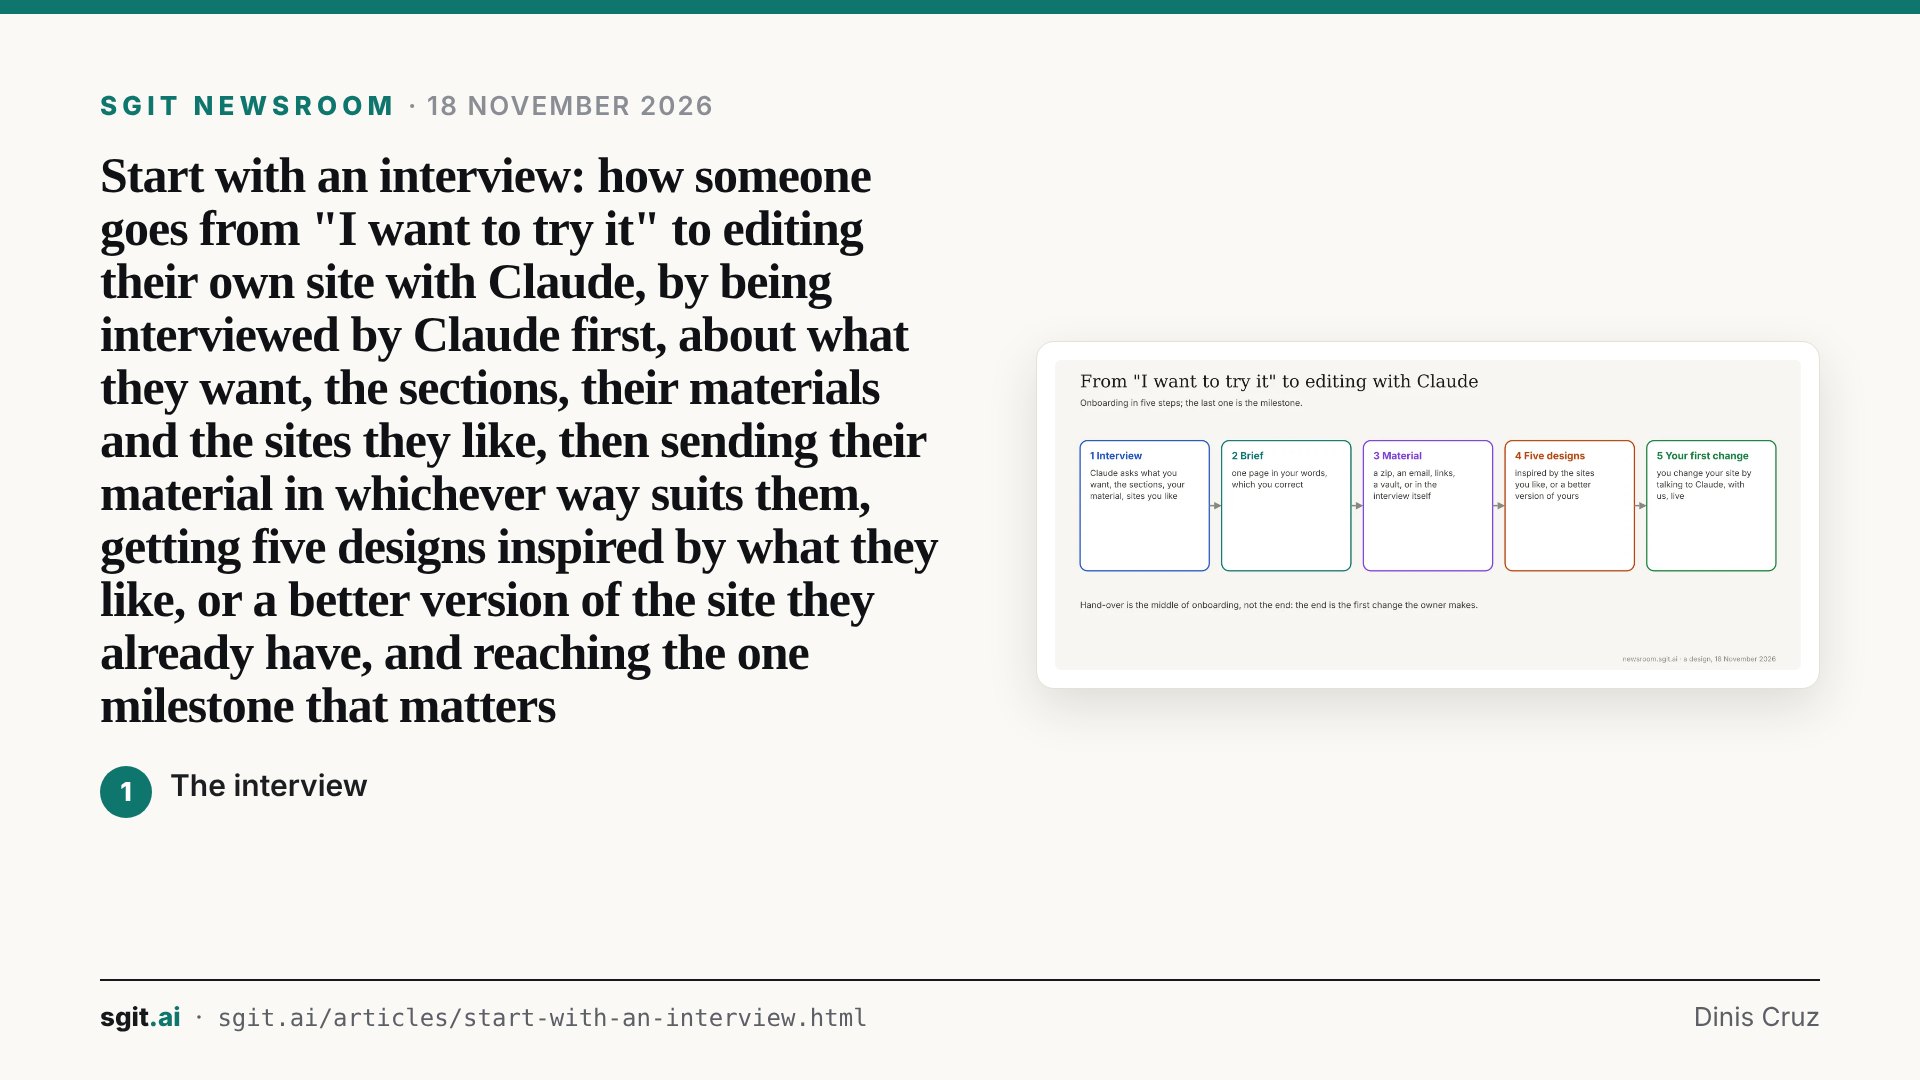 SGIT NEWSROOM · 18 NOVEMBER 2026
Start with an interview: how someone
goes from "I want to try it" to editing
their own site with Claude, by being
interviewed by Claude first, about what
they want, the sections, their materials
and the sites they like, then sending their
material in whichever way suits them,
getting five designs inspired by what they
like, or a better version of the site they
already have, and reaching the one
milestone that matters
1 The interview
From "I want to try it" to editing with Claude
Onboarding in five steps; the last one is the milestone.
1 Interview
Claude asks what you
want, the sections, your
material, sites you like
2 Brief
one page in your words,
which you correct
3 Material
a zip, an email, links,
a vault, or in the
interview itself
4 Five designs
inspired by the sites
you like, or a better
version of yours
5 Your first change
you change your site by
talking to Claude, with
us, live
Hand-over is the middle of onboarding, not the end: the end is the first change the owner makes.
newsroom.sgit.ai · a design, 18 November 2026
sgit.ai · sgit.ai/articles/start-with-an-interview.html
Dinis Cruz